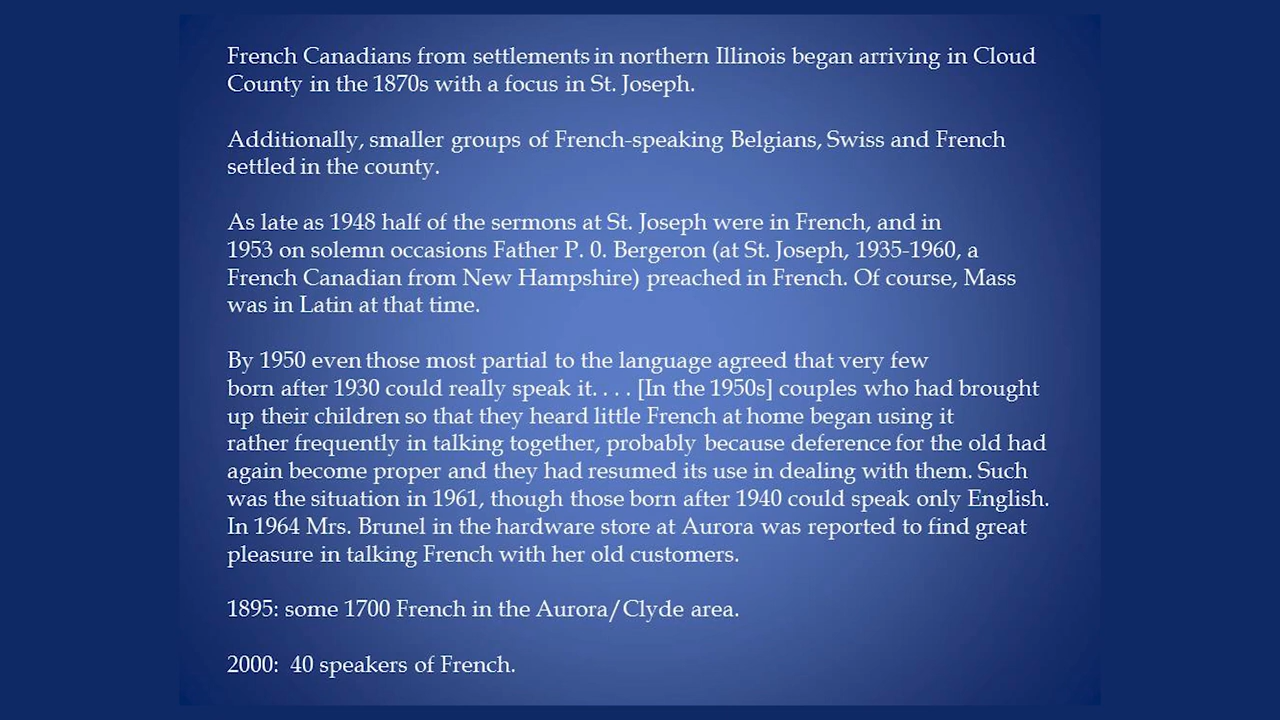 French Canadians from settlements in northern Illinois began arriving in Cloud
County in the 1870s with a focus in St. Joseph.
Additionally, smaller groups of French-speaking Belgians, Swiss and French
settled in the county.
As late as 1948 half of the sermons at St. Joseph were in French, and in
1953 on solemn occasions Father P. 0. Bergeron (at St. Joseph, 1935-1960, a
French Canadian from New Hampshire) preached in French. Of course, Mass
was in Latin at that time.
By 1950 even those most partial to the language agreed that very few
born after 1930 could really speak it. . . . [In the 1950s] couples who had brought
up their children so that they heard little French at home began using it
rather frequently in talking together, probably because deference for the old had
again become proper and they had resumed its use in dealing with them. Such
was the situation in 1961, though those born after 1940 could speak only English.
In 1964 Mrs. Brunel in the hardware store at Aurora was reported to find great
pleasure in talking French with her old customers.
1895: some 1700 French in the Aurora/Clyde area.
2000:  40 speakers of French.